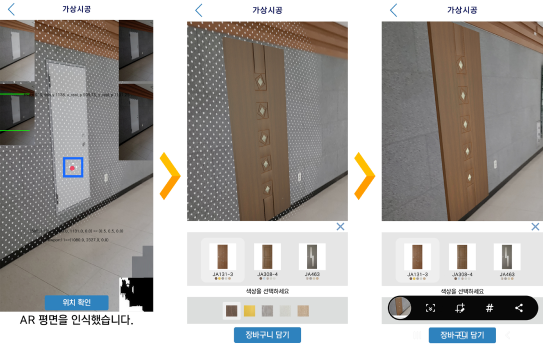 가상시공
위치 확인
AR 평면을 인식했습니다.
가상시공
JA131-3
JA308-4
JA463
색상을 선택하세요
장바구니 담기
가상시공
JA131-3
JA308-4
JA463
색상을 선택하세요
#
장바구니 담기